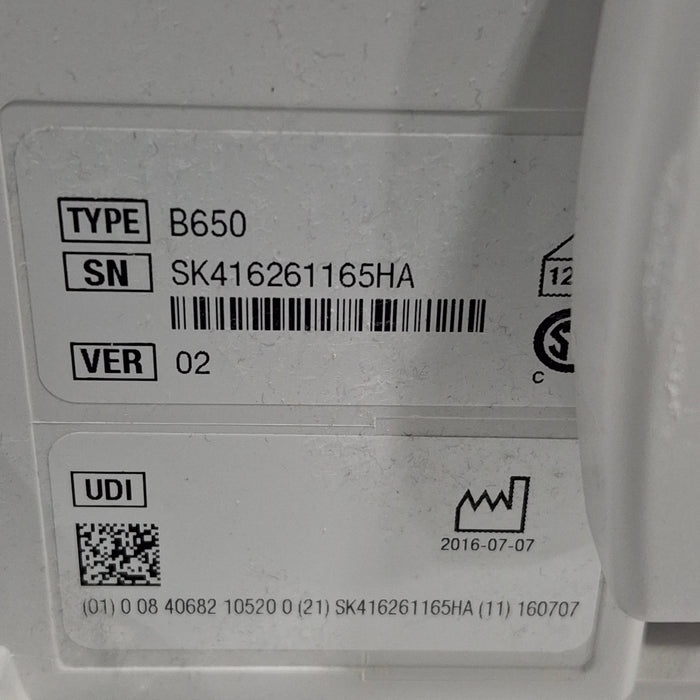 TYPE B650
SN SK416261165HA
12
VER 02
C
UDI
2016-07-07
(01) 0 08 40682 10520 0 (21) SK416261165HA (11) 160707